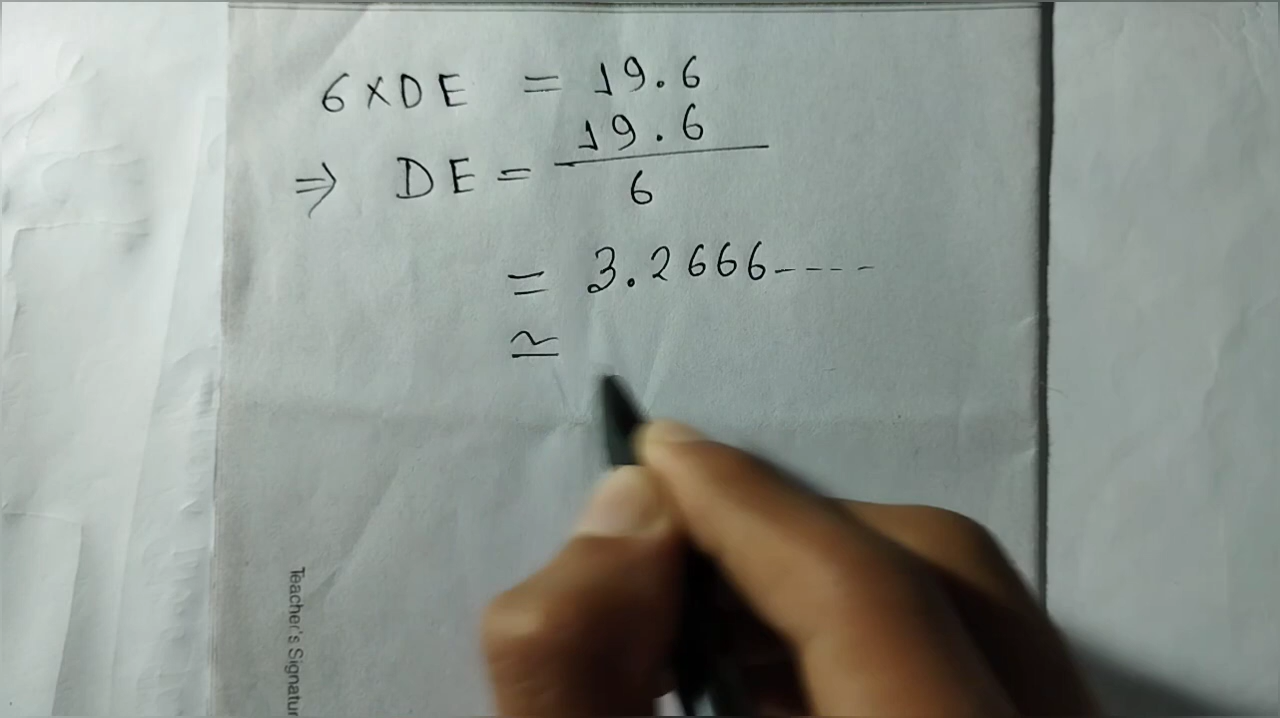 6 × DE = 19.6
⇒ DE = 19.6 / 6
= 3.2666----
≃
Teacher's Signatur